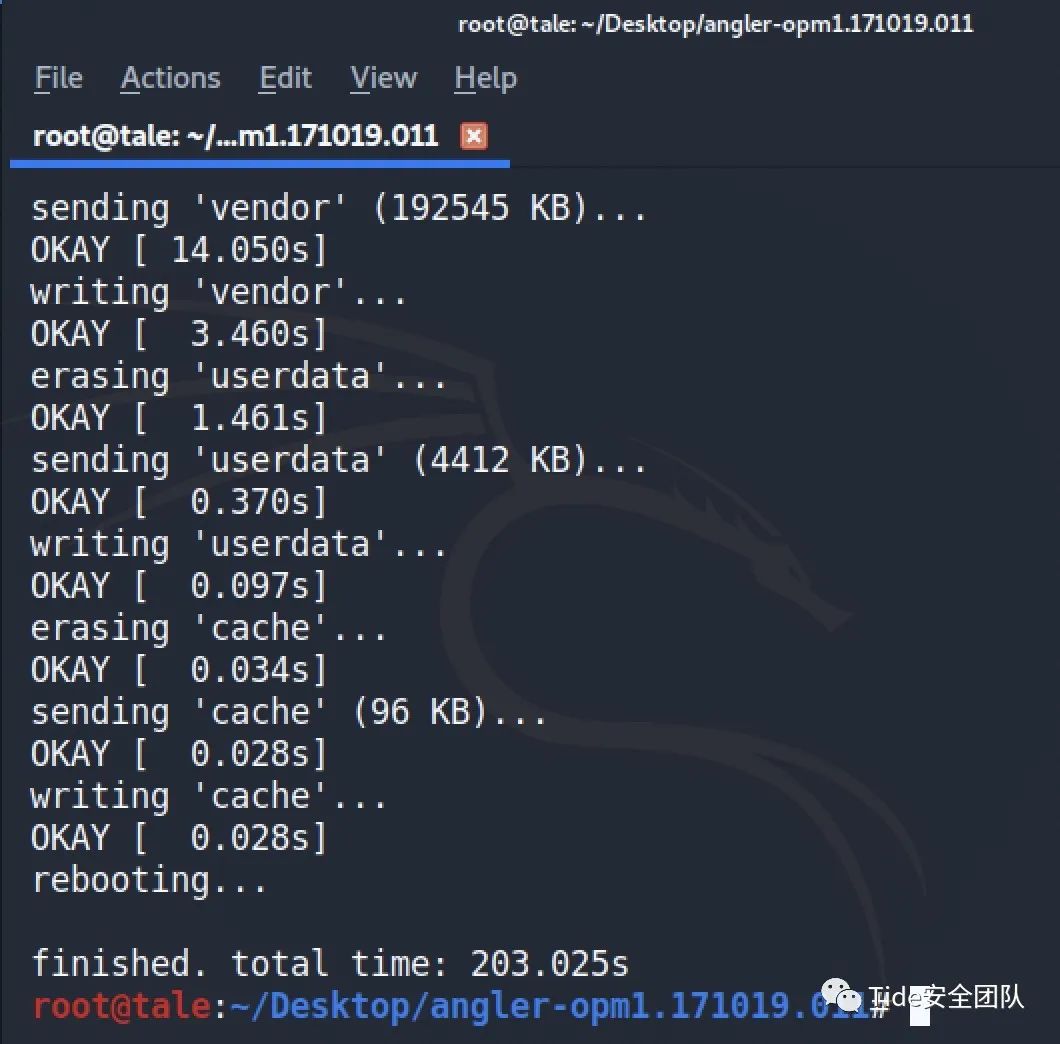 root@tale: ~/Desktop/angler-opm1.171019.011
File Actions Edit View Help
root@tale: ~/...m1.171019.011
sending 'vendor' (192545 KB)...
OKAY [ 14.050s]
writing 'vendor'...
OKAY [  3.460s]
erasing 'userdata'...
OKAY [  1.461s]
sending 'userdata' (4412 KB)...
OKAY [  0.370s]
writing 'userdata'...
OKAY [  0.097s]
erasing 'cache'...
OKAY [  0.034s]
sending 'cache' (96 KB)...
OKAY [  0.028s]
writing 'cache'...
OKAY [  0.028s]
rebooting...
finished. total time: 203.025s
root@tale:~/Desktop/angler-opm1.171019.011#
Tide安全团队